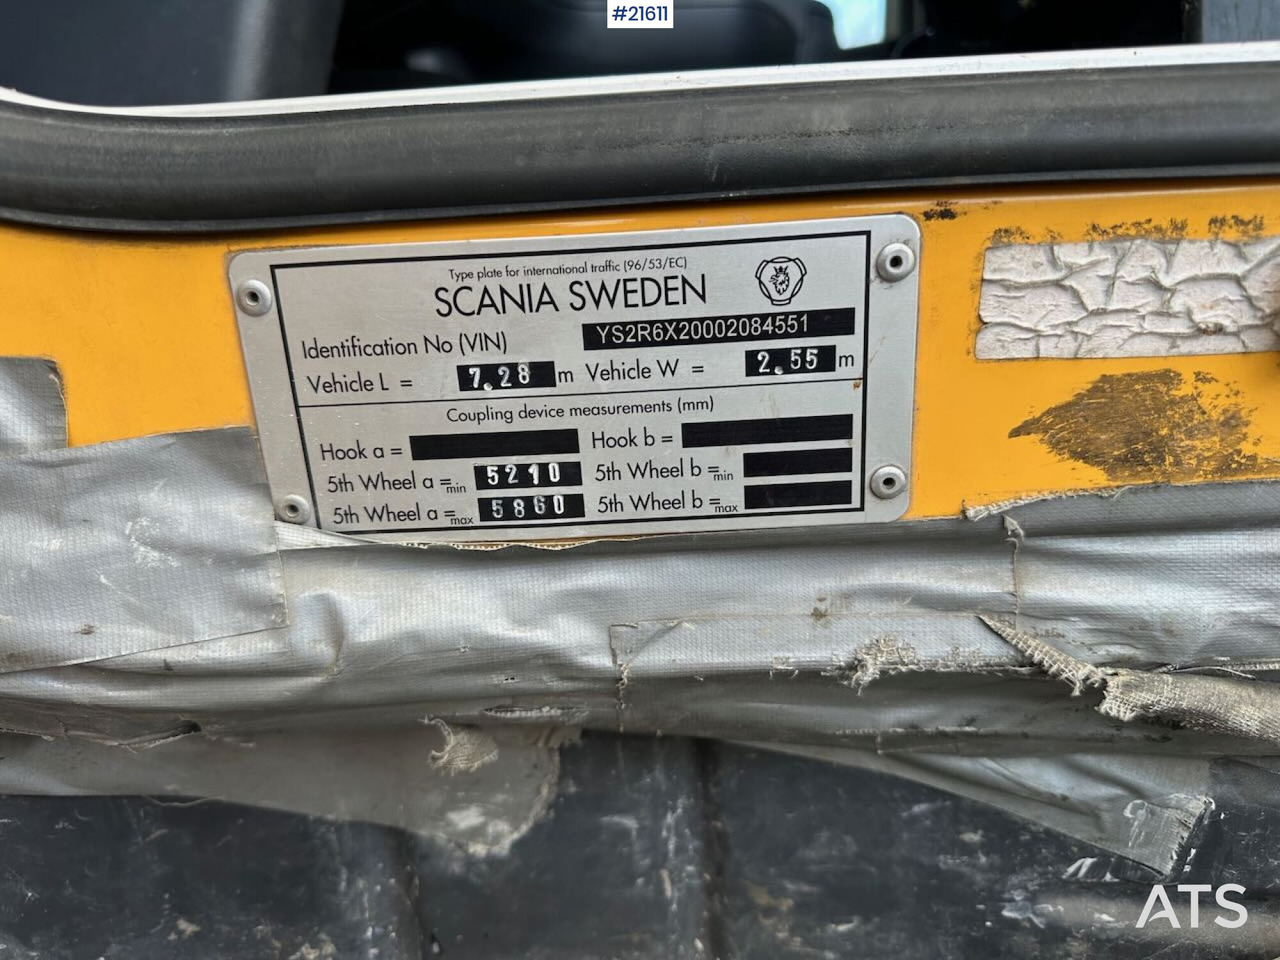 #21611
Type plate for international traffic (96/53/EC)
SCANIA SWEDEN
Identification No (VIN) YS2R6X20002084551
Vehicle L = 7.28 m Vehicle W = 2.55 m
Coupling device measurements (mm)
Hook a = Hook b =
5th Wheel a =min 5210 5th Wheel b =min
5th Wheel a =max 5860 5th Wheel b =max
ATS